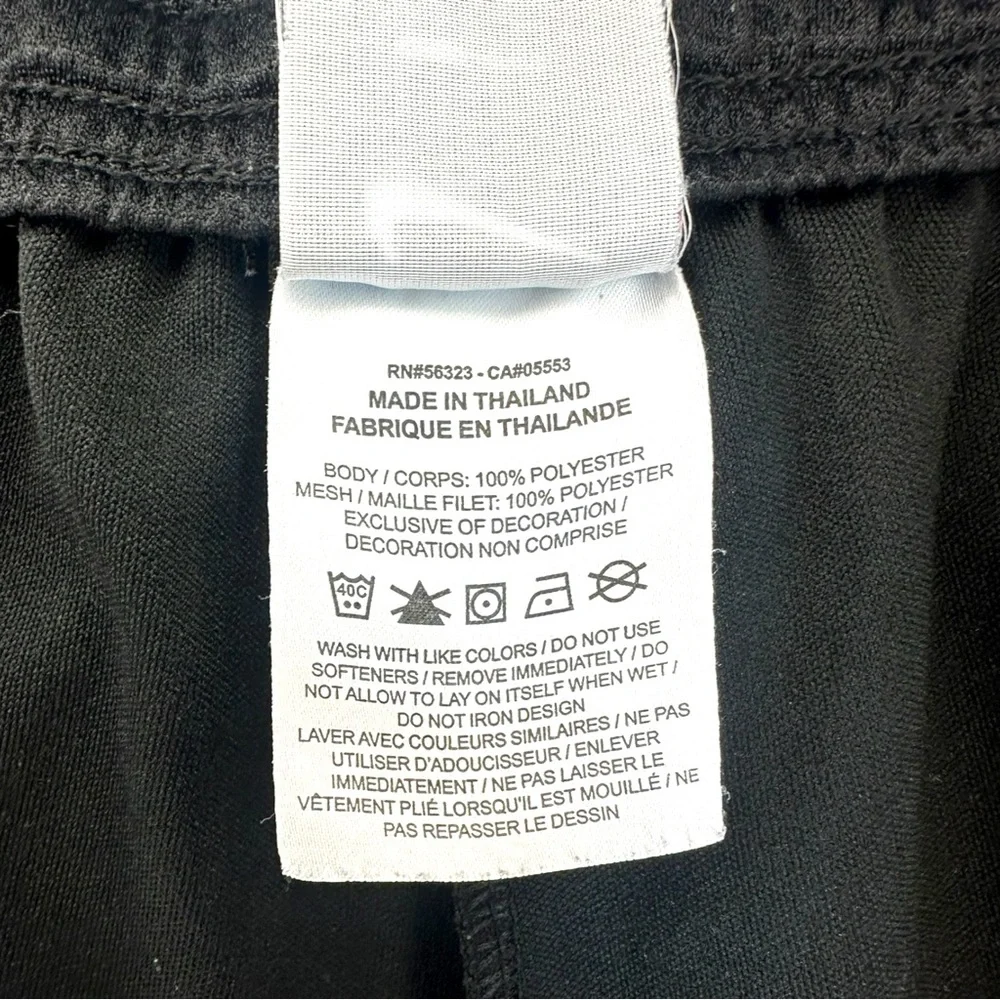 RN#56323 - CA#05553
MADE IN THAILAND
FABRIQUE EN THAILANDE
BODY / CORPS: 100% POLYESTER
MESH / MAILLE FILET: 100% POLYESTER
EXCLUSIVE OF DECORATION /
DECORATION NON COMPRISE
40C
WASH WITH LIKE COLORS / DO NOT USE
SOFTENERS / REMOVE IMMEDIATELY / DO
NOT ALLOW TO LAY ON ITSELF WHEN WET /
DO NOT IRON DESIGN
LAVER AVEC COULEURS SIMILAIRES / NE PAS
UTILISER D'ADOUCISSEUR / ENLEVER
IMMEDIATEMENT / NE PAS LAISSER LE
VÊTEMENT PLIÉ LORSQU'IL EST MOUILLÉ / NE
PAS REPASSER LE DESSIN